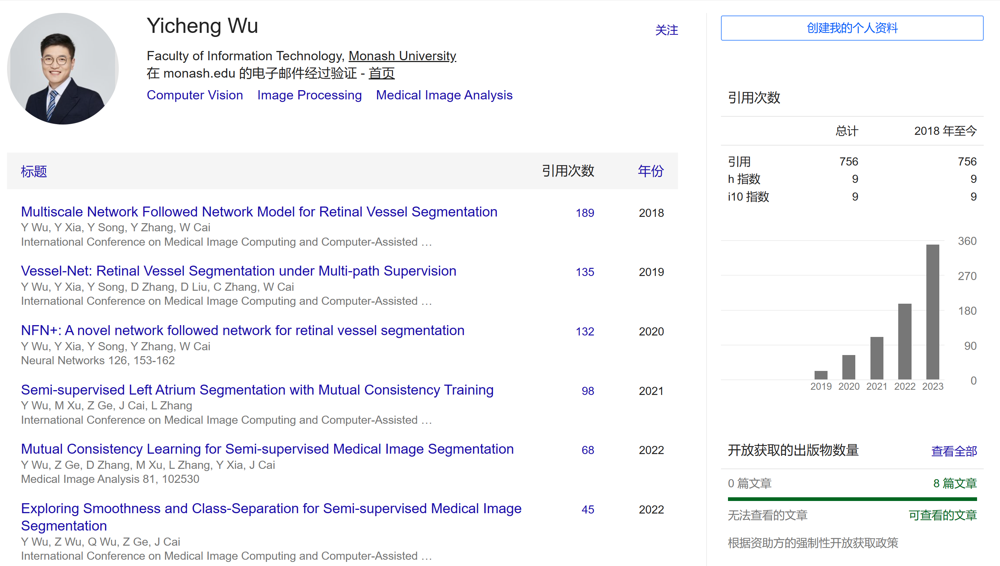 Yicheng Wu
关注
Faculty of Information Technology, Monash University
在 monash.edu 的电子邮件经过验证 - 首页
Computer Vision Image Processing Medical Image Analysis
标题 引用次数 年份
Multiscale Network Followed Network Model for Retinal Vessel Segmentation 189 2018
Y Wu, Y Xia, Y Song, Y Zhang, W Cai
International Conference on Medical Image Computing and Computer-Assisted …
Vessel-Net: Retinal Vessel Segmentation under Multi-path Supervision 135 2019
Y Wu, Y Xia, Y Song, D Zhang, D Liu, C Zhang, W Cai
International Conference on Medical Image Computing and Computer-Assisted …
NFN+: A novel network followed network for retinal vessel segmentation 132 2020
Y Wu, Y Xia, Y Song, Y Zhang, W Cai
Neural Networks 126, 153-162
Semi-supervised Left Atrium Segmentation with Mutual Consistency Training 98 2021
Y Wu, M Xu, Z Ge, J Cai, L Zhang
International Conference on Medical Image Computing and Computer-Assisted …
Mutual Consistency Learning for Semi-supervised Medical Image Segmentation 68 2022
Y Wu, Z Ge, D Zhang, M Xu, L Zhang, Y Xia, J Cai
Medical Image Analysis 81, 102530
Exploring Smoothness and Class-Separation for Semi-supervised Medical Image 45 2022
Segmentation
Y Wu, Z Wu, Q Wu, Z Ge, J Cai
International Conference on Medical Image Computing and Computer-Assisted …
创建我的个人资料
引用次数
总计 2018 年至今
引用 756 756
h 指数 9 9
i10 指数 9 9
360
270
180
90
0
2019 2020 2021 2022 2023
开放获取的出版物数量 查看全部
0 篇文章 8 篇文章
无法查看的文章 可查看的文章
根据资助方的强制性开放获取政策